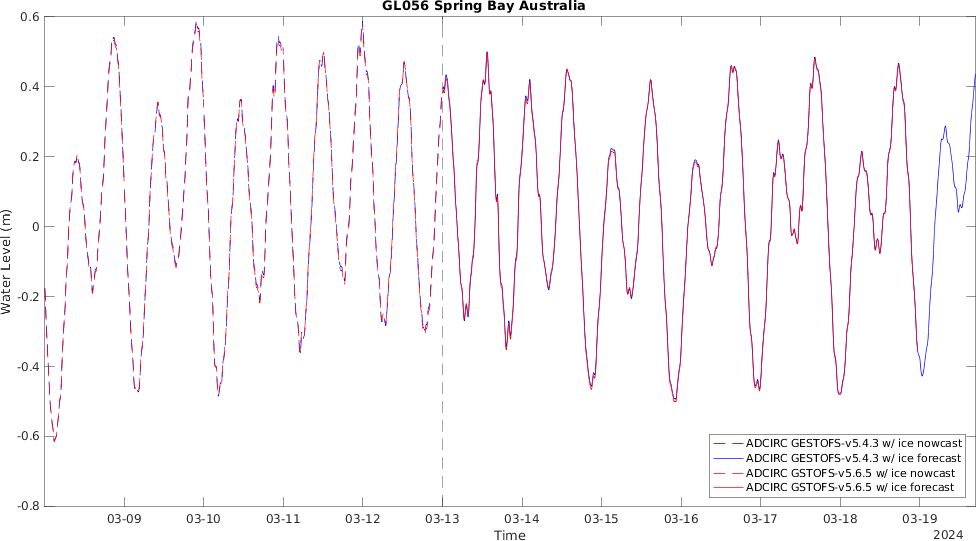 GL056 Spring Bay Australia
0.6
0.4
0.2
0
-0.2
-0.4
-0.6
-0.8
Water Level (m)
ADCIRC GESTOFS-v5.4.3 w/ ice nowcast
ADCIRC GESTOFS-v5.4.3 w/ ice forecast
ADCIRC GSTOFS-v5.6.5 w/ ice nowcast
ADCIRC GSTOFS-v5.6.5 w/ ice forecast
03-09 03-10 03-11 03-12 03-13 03-14 03-15 03-16 03-17 03-18 03-19
Time
2024